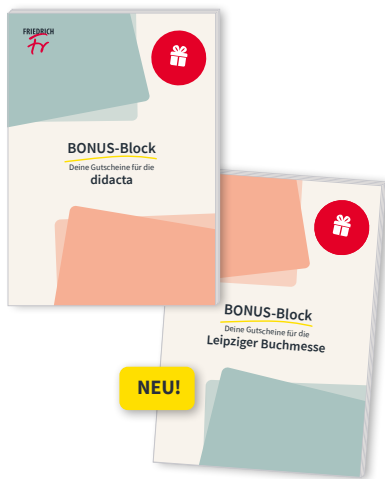 FRIEDRICH
Fr
BONUS-Block
Deine Gutscheine für die
didacta
BONUS-Block
Deine Gutscheine für die
Leipziger Buchmesse
NEU!